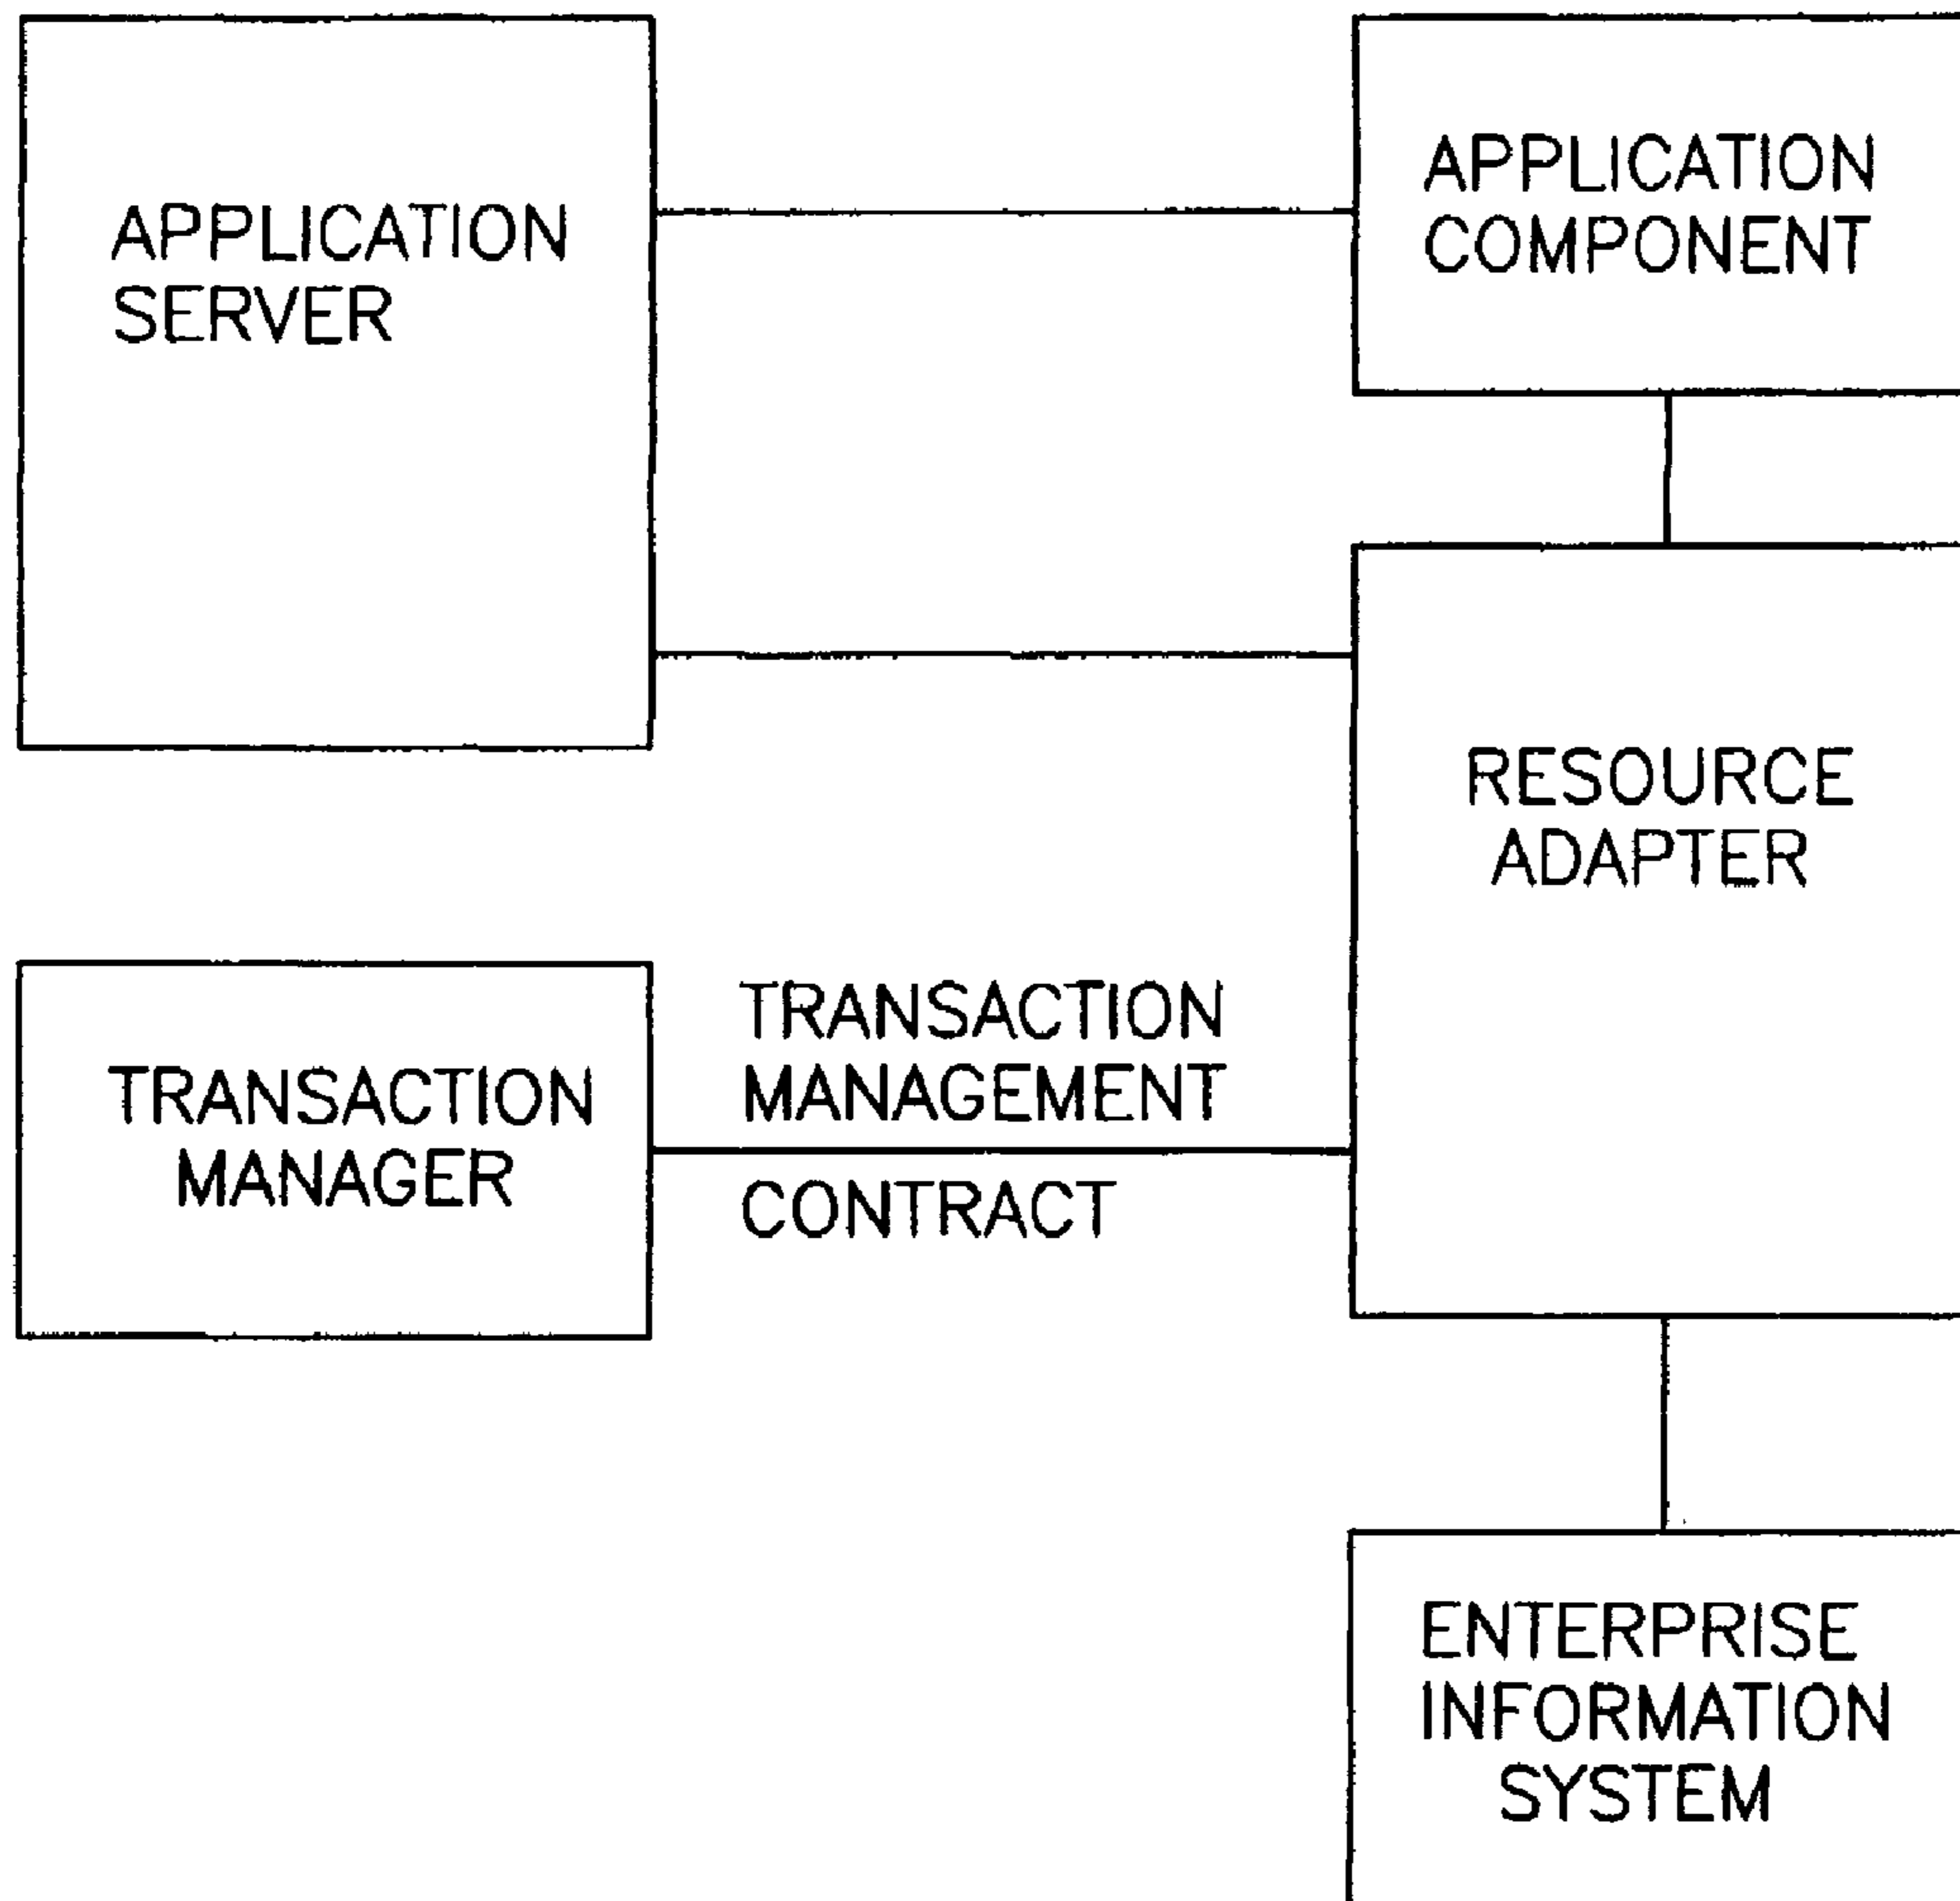 APPLICATION
SERVER
APPLICATION
COMPONENT
RESOURCE
ADAPTER
TRANSACTION
MANAGER
TRANSACTION
MANAGEMENT
CONTRACT
ENTERPRISE
INFORMATION
SYSTEM